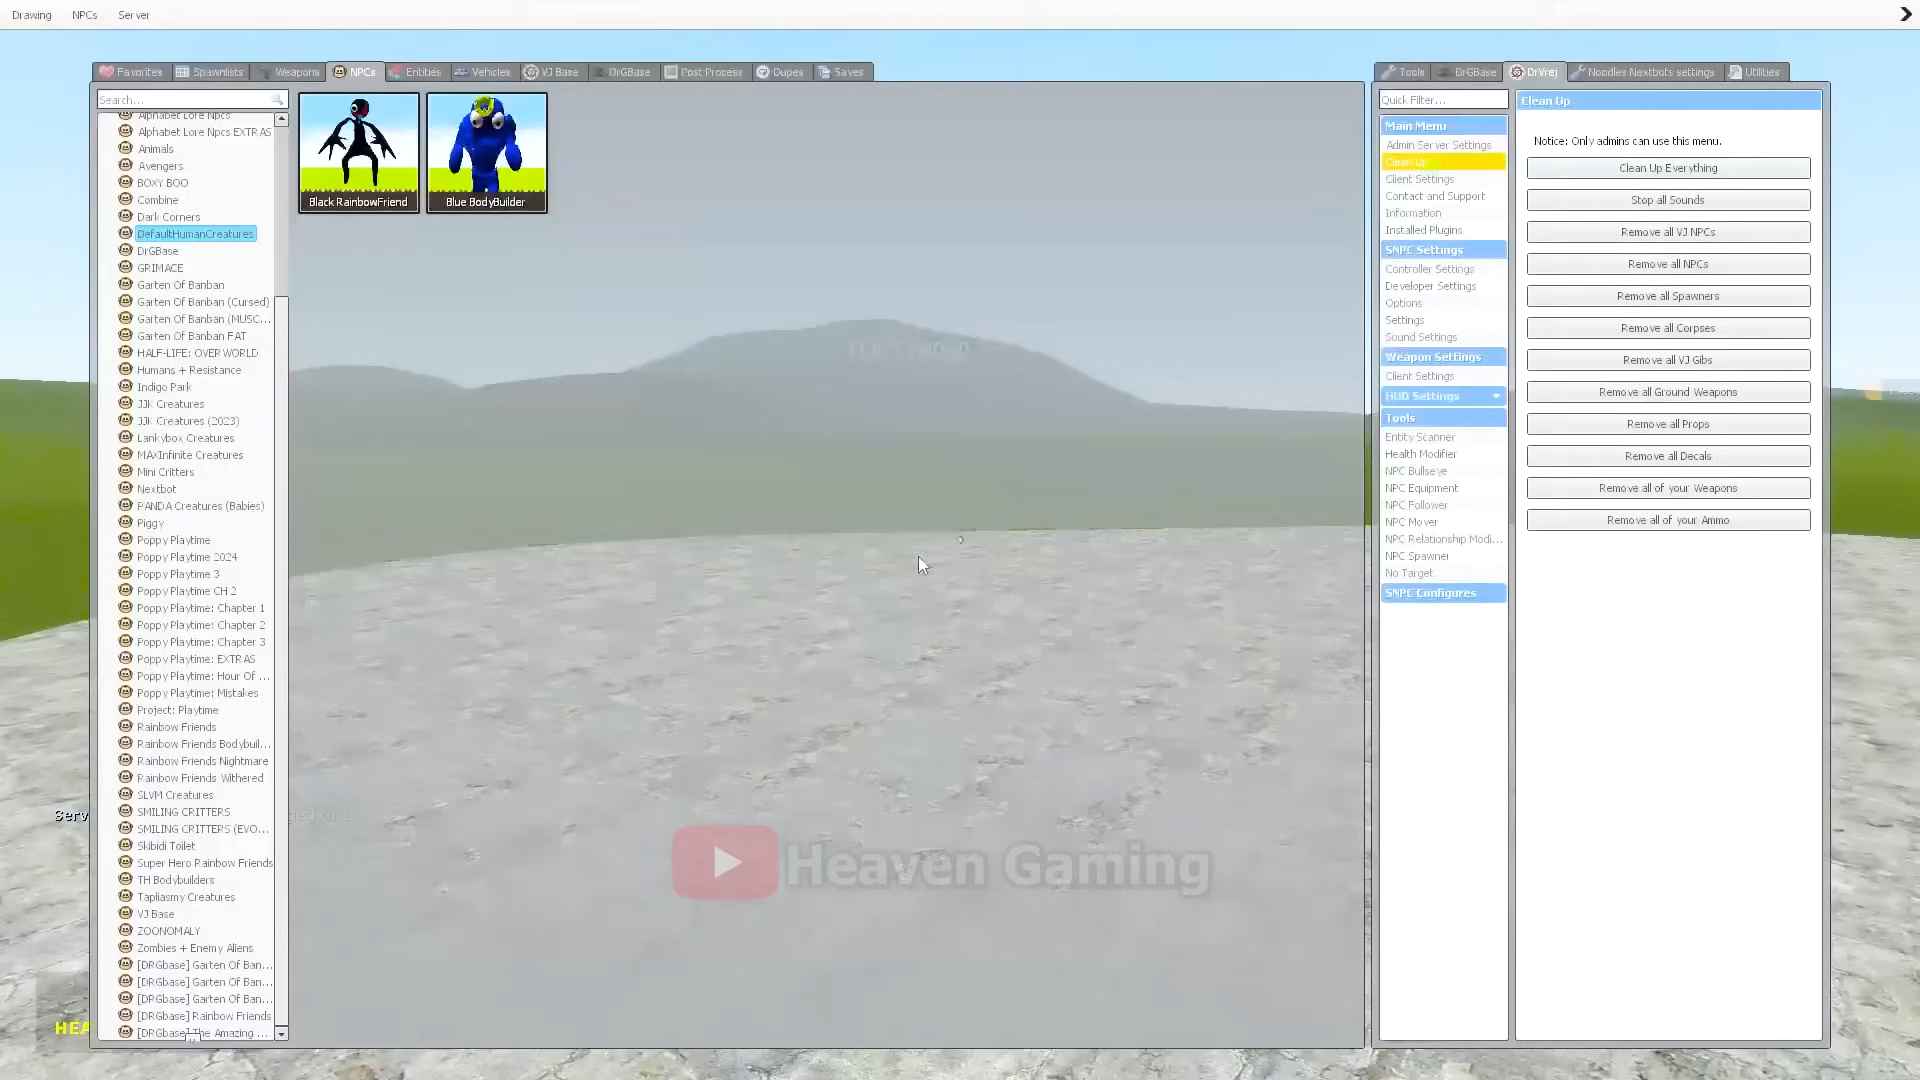 Drawing NPCs Server
Favorites Spawnlists Weapons NPCs Entities Vehicles VJ Base DrGBase Post Process Dupes Saves
Search...
Alphabet Lore Npcs
Alphabet Lore Npcs EXTRAS
Animals
Avengers
BOXY BOO
Combine
Dark Corners
DefaultHumanCreatures
DrGBase
GRIMACE
Garten Of Banban
Garten Of Banban (Cursed)
Garten Of Banban (MUSC...
Garten Of Banban FAT
HALF-LIFE: OVERWORLD
Humans + Resistance
Indigo Park
JJK Creatures
JJK Creatures (2023)
Lankybox Creatures
MAXInfinite Creatures
Mini Critters
Nextbot
PANDA Creatures (Babies)
Piggy
Poppy Playtime
Poppy Playtime 2024
Poppy Playtime 3
Poppy Playtime CH 2
Poppy Playtime: Chapter 1
Poppy Playtime: Chapter 2
Poppy Playtime: Chapter 3
Poppy Playtime: EXTRAS
Poppy Playtime: Hour Of ...
Poppy Playtime: Mistakes
Project: Playtime
Rainbow Friends
Rainbow Friends Bodybuil...
Rainbow Friends Nightmare
Rainbow Friends Withered
SLVM Creatures
SMILING CRITTERS
SMILING CRITTERS (EVO...
Skibidi Toilet
Super Hero Rainbow Friends
TH Bodybuilders
Tapliasmy Creatures
VJ Base
ZOONOMALY
Zombies + Enemy Aliens
[DRGbase] Garten Of Ban...
[DRGbase] Garten Of Ban...
[DRGbase] Garten Of Ban...
[DRGbase] Rainbow Friends
[DRGbase] The Amazing ...
Black RainbowFriend
Blue BodyBuilder
Serv
HEA
Heaven Gaming
Tools DrGBase DrVrej Noodles Nextbots settings Utilities
Quick Filter...
Main Menu
Admin Server Settings
Clean Up
Client Settings
Contact and Support
Information
Installed Plugins
SNPC Settings
Controller Settings
Developer Settings
Options
Settings
Sound Settings
Weapon Settings
Client Settings
HUD Settings
Tools
Entity Scanner
Health Modifier
NPC Bullseye
NPC Equipment
NPC Follower
NPC Mover
NPC Relationship Modi...
NPC Spawner
No Target
SNPC Configures
Clean Up
Notice: Only admins can use this menu.
Clean Up Everything
Stop all Sounds
Remove all VJ NPCs
Remove all NPCs
Remove all Spawners
Remove all Corpses
Remove all VJ Gibs
Remove all Ground Weapons
Remove all Props
Remove all Decals
Remove all of your Weapons
Remove all of your Ammo